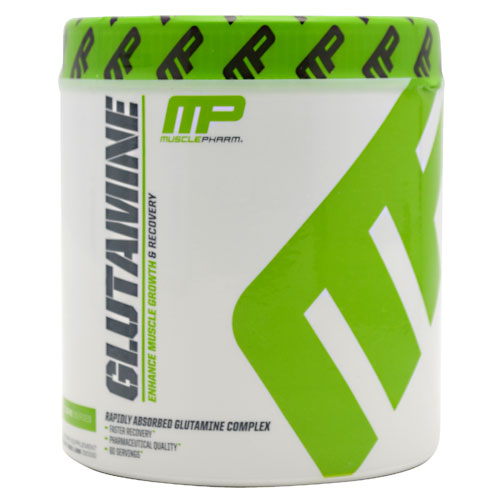 MP
MUSCLEPHARM®
GLUTAMINE
ENHANCE MUSCLE GROWTH & RECOVERY
RAPIDLY ABSORBED GLUTAMINE COMPLEX
• FASTER RECOVERY*
• PHARMACEUTICAL QUALITY*
• 60 SERVINGS*